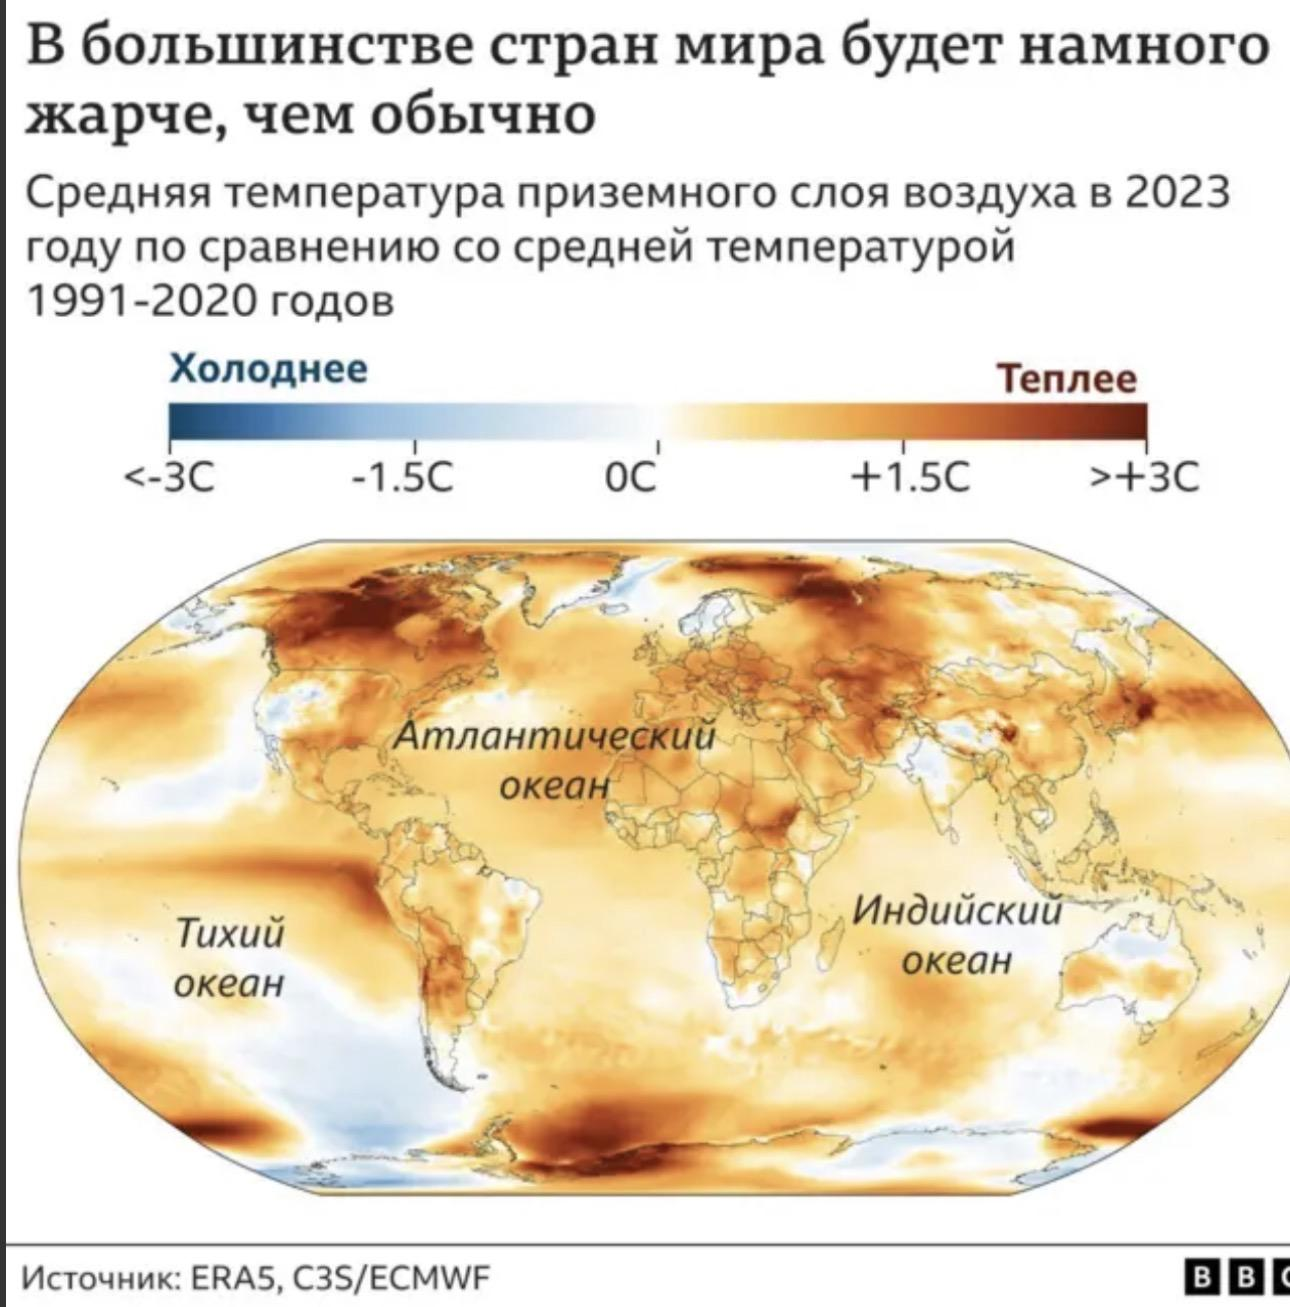 В большинстве стран мира будет намного
жарче, чем обычно
Средняя температура приземного слоя воздуха в 2023
году по сравнению со средней температурой
1991-2020 годов
Холоднее
Теплее
<-3C
-1.5C
0C
+1.5C
>+3C
Атлантический
океан
Индийский
океан
Тихий
океан
Источник: ERA5, C3S/ECMWF
BBC